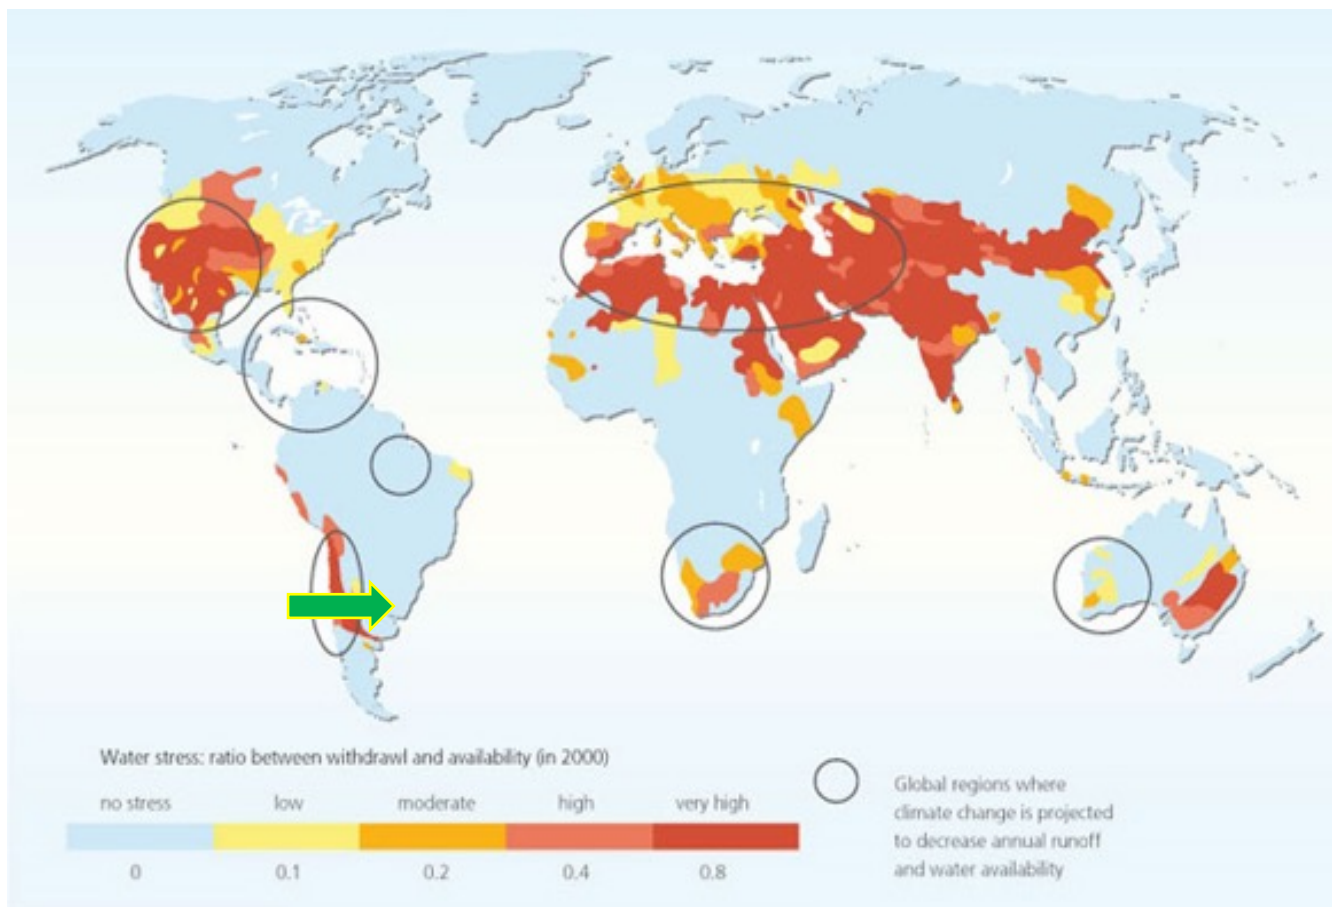 Water stress: ratio between withdrawl and availability (in 2000)
no stress low moderate high very high
0 0.1 0.2 0.4 0.8
Global regions where
climate change is projected
to decrease annual runoff
and water availability